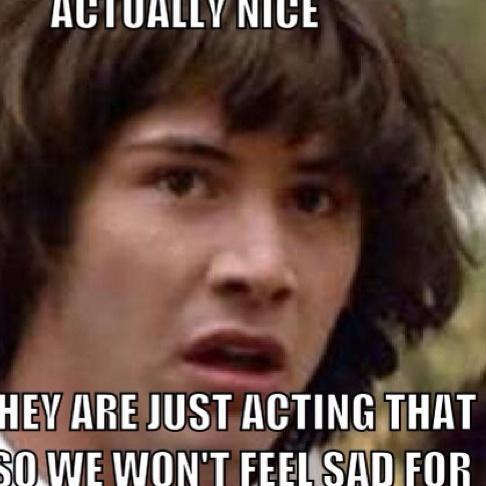 ACTUALLY NICE
HEY ARE JUST ACTING THAT
SO WE WON'T FEEL SAD FOR